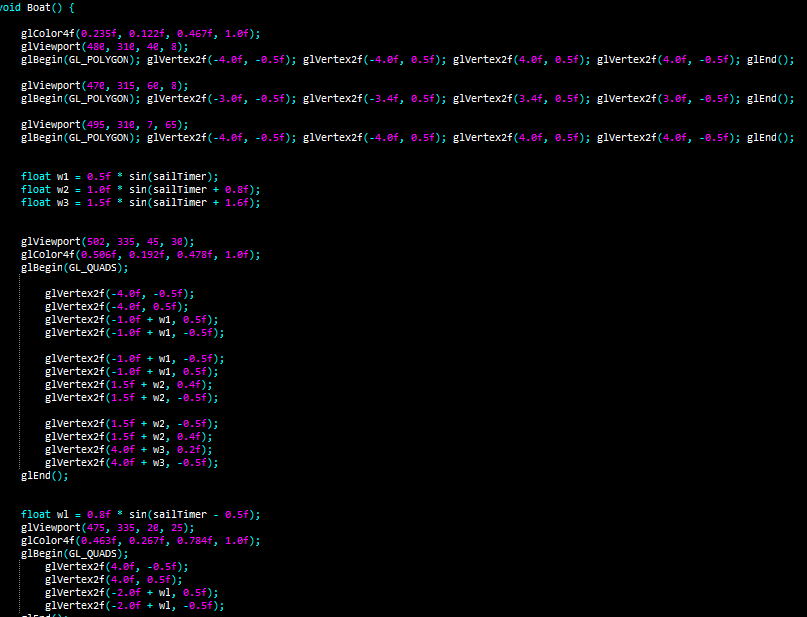 void Boat() {
glColor4f(0.235f, 0.122f, 0.467f, 1.0f);
glViewport(480, 310, 40, 8);
glBegin(GL_POLYGON); glVertex2f(-4.0f, -0.5f); glVertex2f(-4.0f, 0.5f); glVertex2f(4.0f, 0.5f); glVertex2f(4.0f, -0.5f); glEnd();
glViewport(470, 315, 60, 8);
glBegin(GL_POLYGON); glVertex2f(-3.0f, -0.5f); glVertex2f(-3.4f, 0.5f); glVertex2f(3.4f, 0.5f); glVertex2f(3.0f, -0.5f); glEnd();
glViewport(495, 310, 7, 65);
glBegin(GL_POLYGON); glVertex2f(-4.0f, -0.5f); glVertex2f(-4.0f, 0.5f); glVertex2f(4.0f, 0.5f); glVertex2f(4.0f, -0.5f); glEnd();
float w1 = 0.5f * sin(sailTimer);
float w2 = 1.0f * sin(sailTimer + 0.8f);
float w3 = 1.5f * sin(sailTimer + 1.6f);
glViewport(502, 335, 45, 30);
glColor4f(0.506f, 0.192f, 0.478f, 1.0f);
glBegin(GL_QUADS);
glVertex2f(-4.0f, -0.5f);
glVertex2f(-4.0f, 0.5f);
glVertex2f(-1.0f + w1, 0.5f);
glVertex2f(-1.0f + w1, -0.5f);
glVertex2f(-1.0f + w1, -0.5f);
glVertex2f(-1.0f + w1, 0.5f);
glVertex2f(1.5f + w2, 0.4f);
glVertex2f(1.5f + w2, -0.5f);
glVertex2f(1.5f + w2, -0.5f);
glVertex2f(1.5f + w2, 0.4f);
glVertex2f(4.0f + w3, 0.2f);
glVertex2f(4.0f + w3, -0.5f);
glEnd();
float wl = 0.8f * sin(sailTimer - 0.5f);
glViewport(475, 335, 20, 25);
glColor4f(0.463f, 0.267f, 0.784f, 1.0f);
glBegin(GL_QUADS);
glVertex2f(4.0f, -0.5f);
glVertex2f(4.0f, 0.5f);
glVertex2f(-2.0f + wl, 0.5f);
glVertex2f(-2.0f + wl, -0.5f);